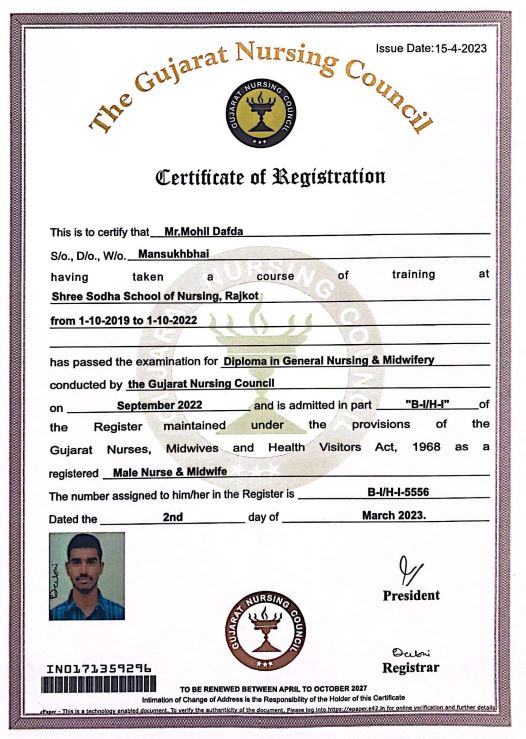 Issue Date:15-4-2023
The Gujarat Nursing Council
GUJARAT NURSING COUNCIL
Certificate of Registration
This is to certify that Mr.Mohil Dafda
S/o., D/o., W/o. Mansukhbhai
having taken a course of training at
Shree Sodha School of Nursing, Rajkot
from 1-10-2019 to 1-10-2022
has passed the examination for Diploma in General Nursing & Midwifery
conducted by the Gujarat Nursing Council
on September 2022 and is admitted in part "B-I/H-I" of
the Register maintained under the provisions of the
Gujarat Nurses, Midwives and Health Visitors Act, 1968 as a
registered Male Nurse & Midwife
The number assigned to him/her in the Register is B-I/H-I-5556
Dated the 2nd day of March 2023.
GUJARAT NURSING COUNCIL
President
GUJARAT NURSING COUNCIL
Registrar
IN0171359296
TO BE RENEWED BETWEEN APRIL TO OCTOBER 2027
Intimation of Change of Address is the Responsibility of the Holder of this Certificate
ePaper - This is a technology enabled document. To verify the authenticity of the document, Please log into https://epaper.e42.in for online verification and further details